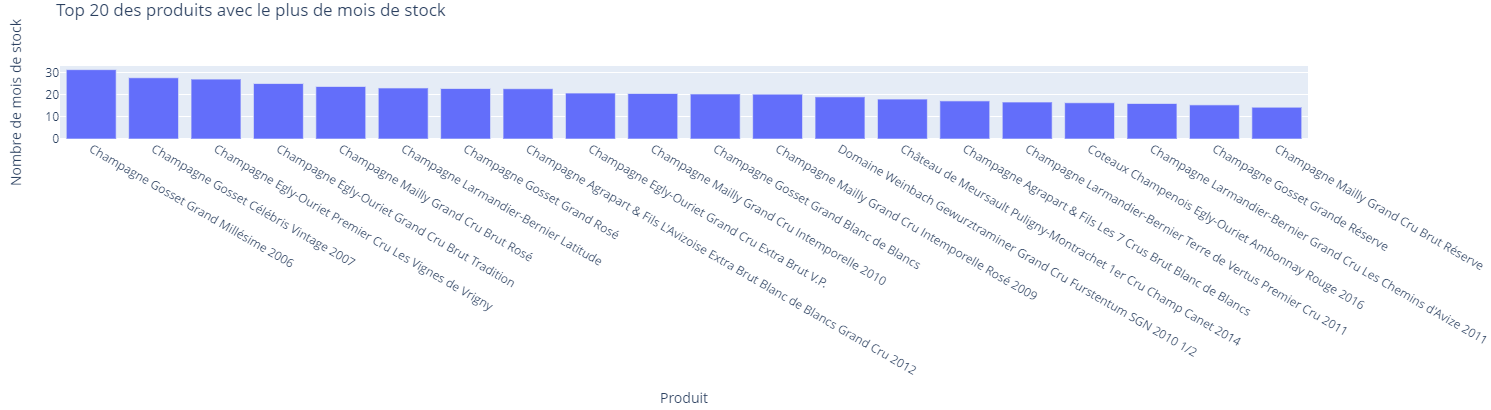 Top 20 des produits avec le plus de mois de stock
Nombre de mois de stock
30
20
10
0
Champagne Gosset Grand Millésime 2006
Champagne Gosset Célébris Vintage 2007
Champagne Egly-Ouriet Premier Cru Les Vignes de Vrigny
Champagne Egly-Ouriet Grand Cru Brut Tradition
Champagne Mailly Grand Cru Brut Rosé
Champagne Larmandier-Bernier Latitude
Champagne Gosset Grand Rosé
Champagne Agrapart & Fils L'Avizoise Extra Brut Blanc de Blancs Grand Cru 2012
Champagne Egly-Ouriet Grand Cru Extra Brut V.P.
Champagne Mailly Grand Cru Intemporelle 2010
Champagne Gosset Grand Blanc de Blancs
Champagne Mailly Grand Cru Intemporelle Rosé 2009
Domaine Weinbach Gewurztraminer Grand Cru Furstentum SGN 2010 1/2
Château de Meursault Puligny-Montrachet 1er Cru Champ Canet 2014
Champagne Agrapart & Fils Les 7 Crus Brut Blanc de Blancs
Champagne Larmandier-Bernier Terre de Vertus Premier Cru 2011
Coteaux Champenois Egly-Ouriet Ambonnay Rouge 2016
Champagne Larmandier-Bernier Grand Cru Les Chemins d'Avize 2011
Champagne Gosset Grande Réserve
Champagne Mailly Grand Cru Brut Réserve
Produit